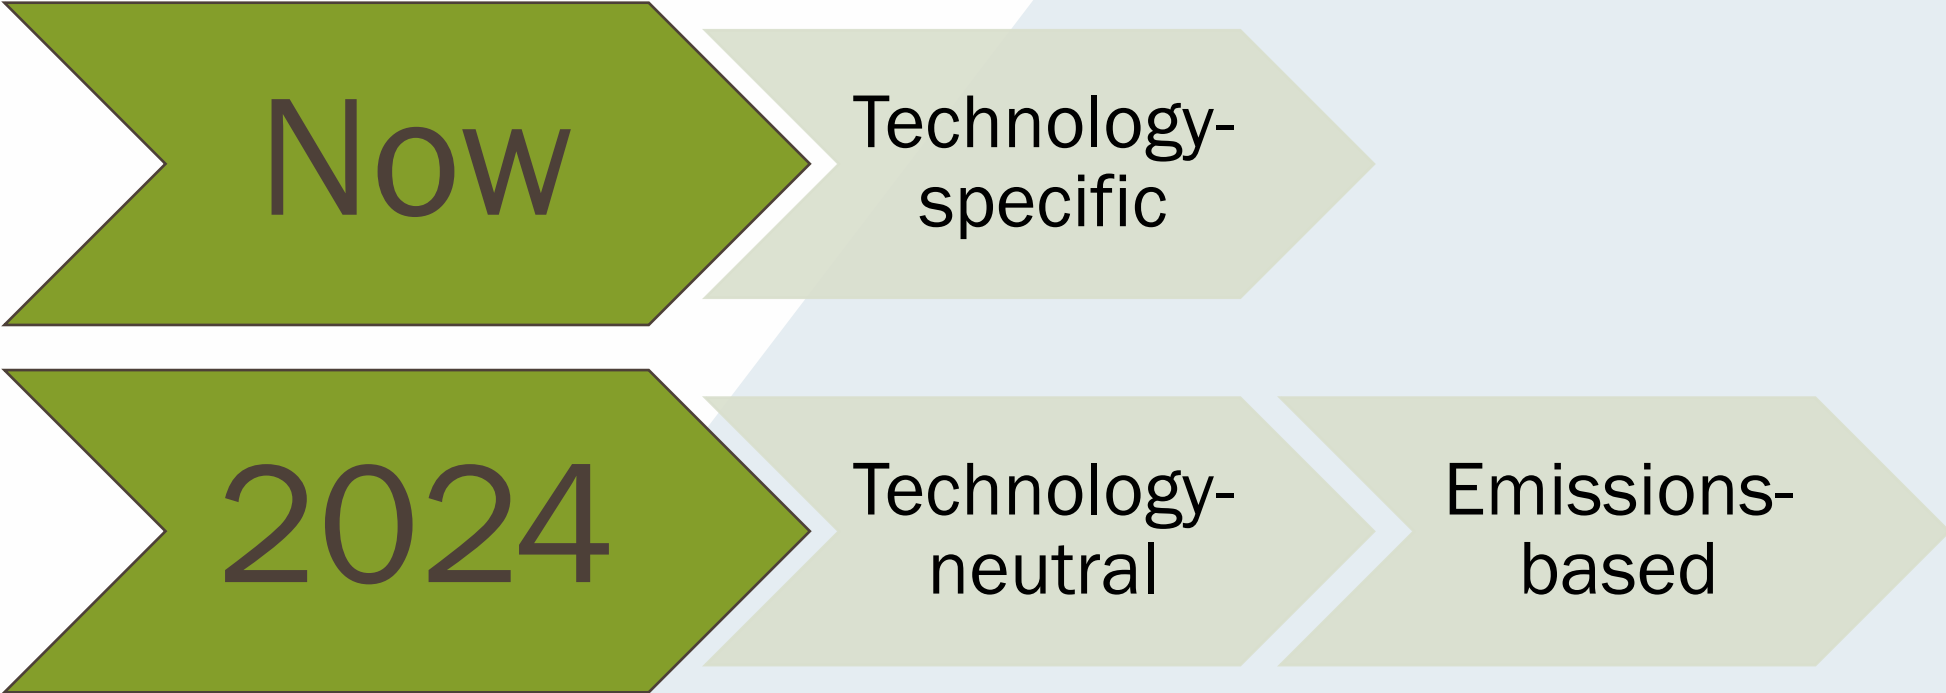 Now
Technology-
specific
2024
Technology-
neutral
Emissions-
based